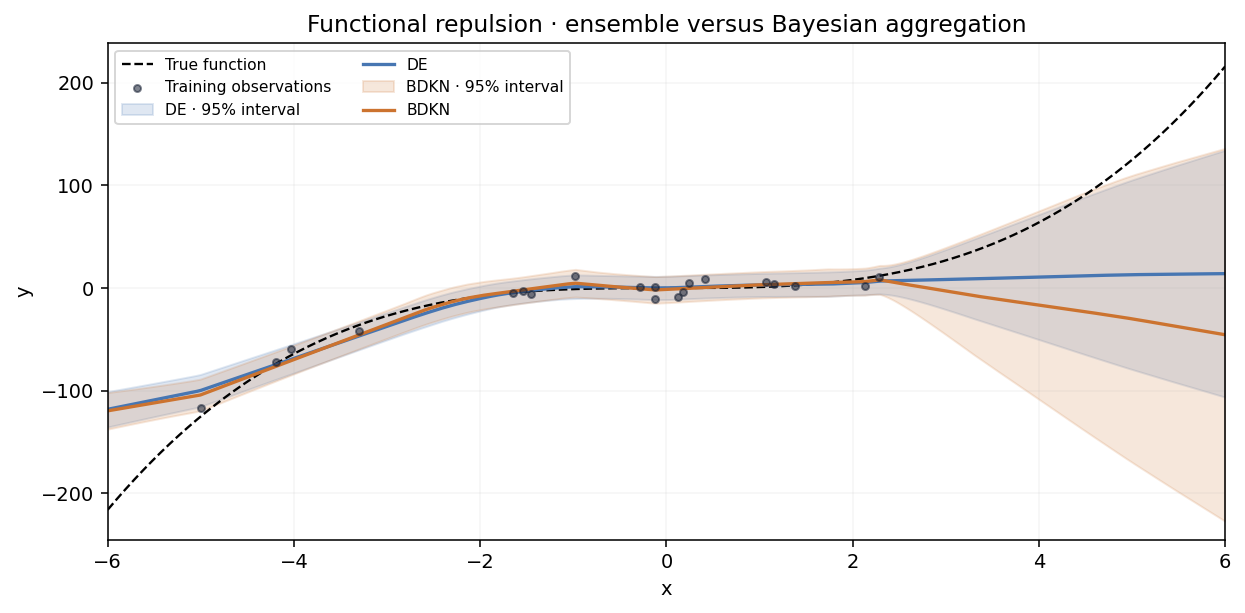 Functional repulsion · ensemble versus Bayesian aggregation
True function
Training observations
DE · 95% interval
DE
BDKN · 95% interval
BDKN
200
100
0
−100
−200
y
−6
−4
−2
0
2
4
6
x